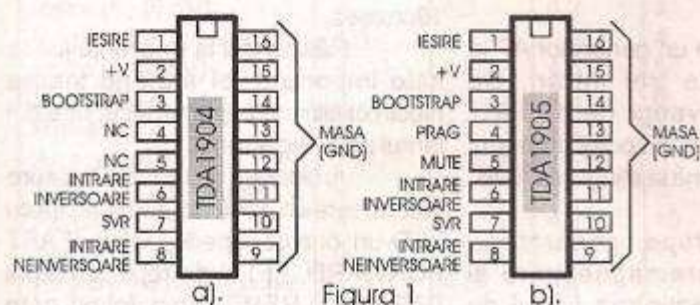 IESIRE 1 16
+V 2 15
BOOTSTRAP 3 14
NC 4 13
NC 5 12
INTRARE
INVERSOARE 6 11
SVR 7 10
INTRARE
NEINVERSOARE 8 9
TDA1904
MASA
(GND)
a).
IESIRE 1 16
+V 2 15
BOOTSTRAP 3 14
PRAG 4 13
MUTE 5 12
INTRARE
INVERSOARE 6 11
SVR 7 10
INTRARE
NEINVERSOARE 8 9
TDA1905
MASA
(GND)
b).
Figura 1